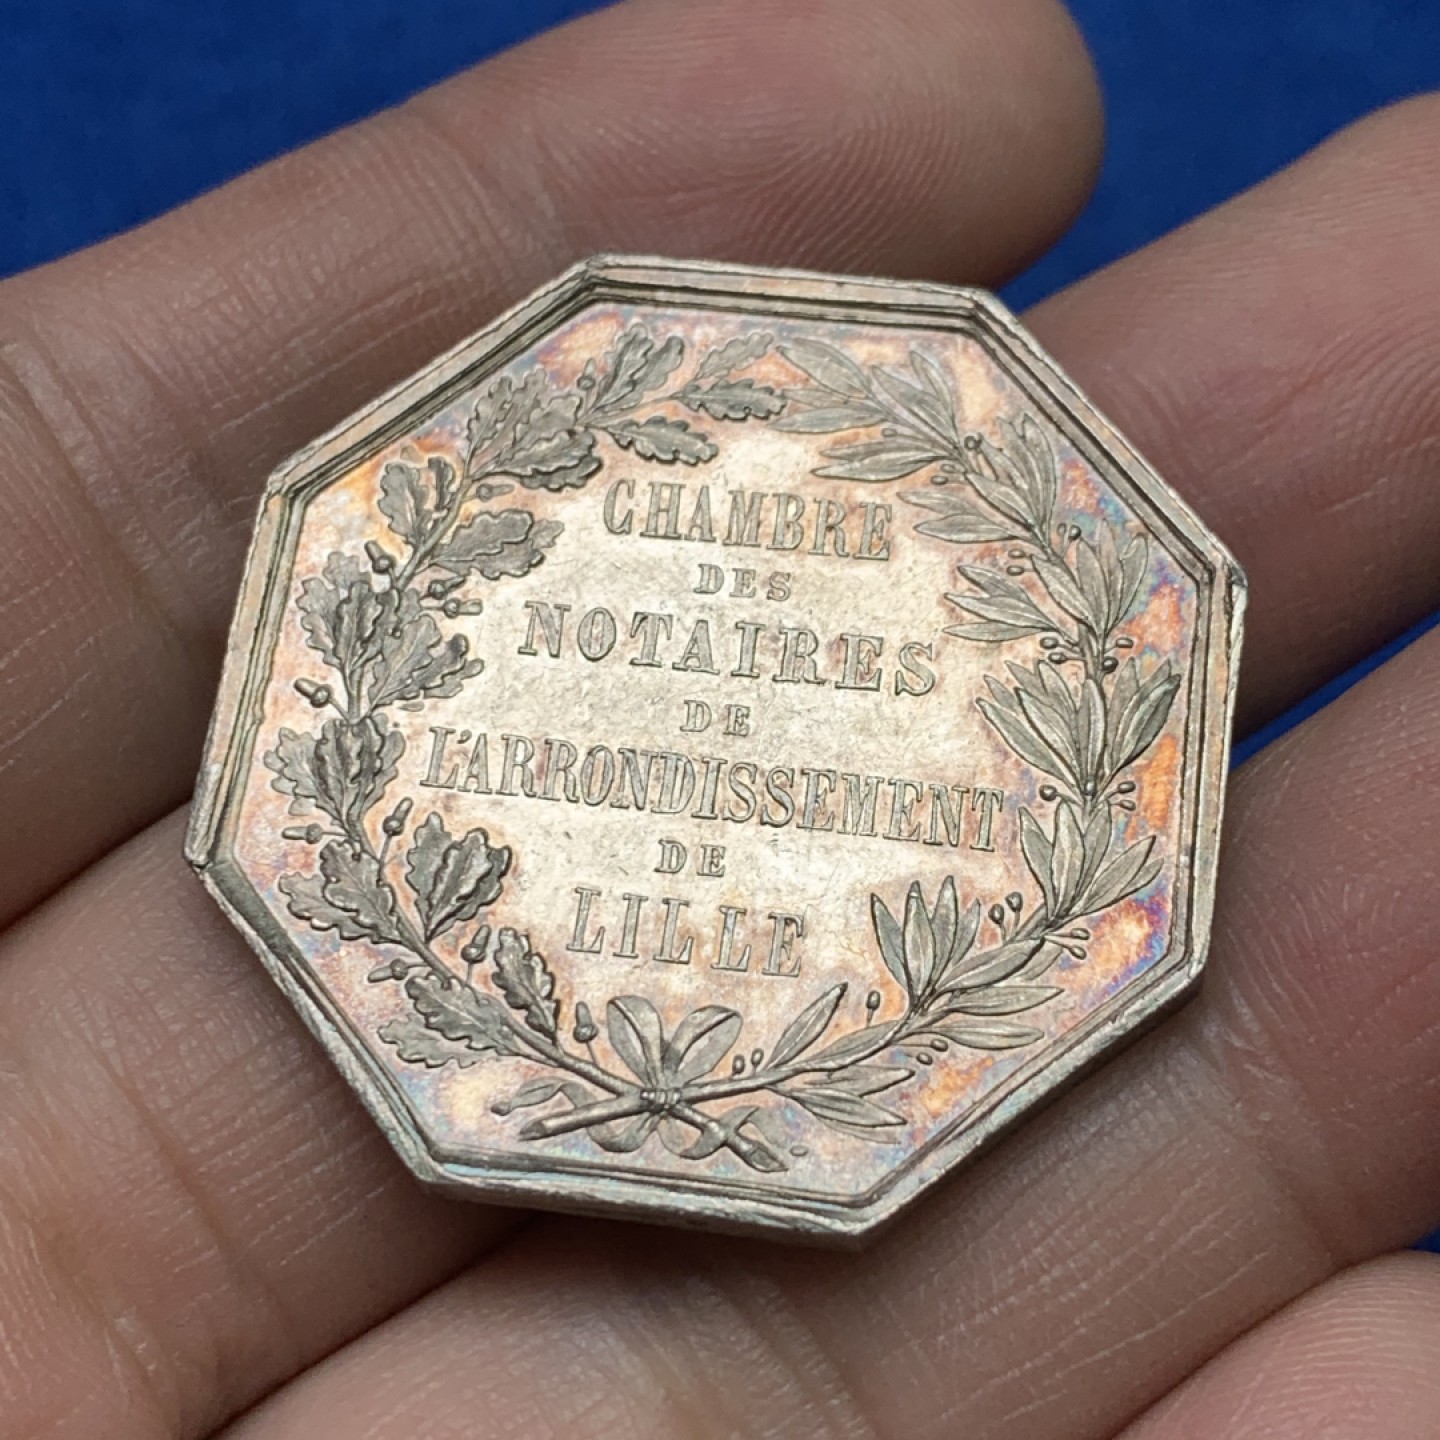 CHAMBRE
DES
NOTAIRES
DE
L'ARRONDISSEMENT
DE
LILLE